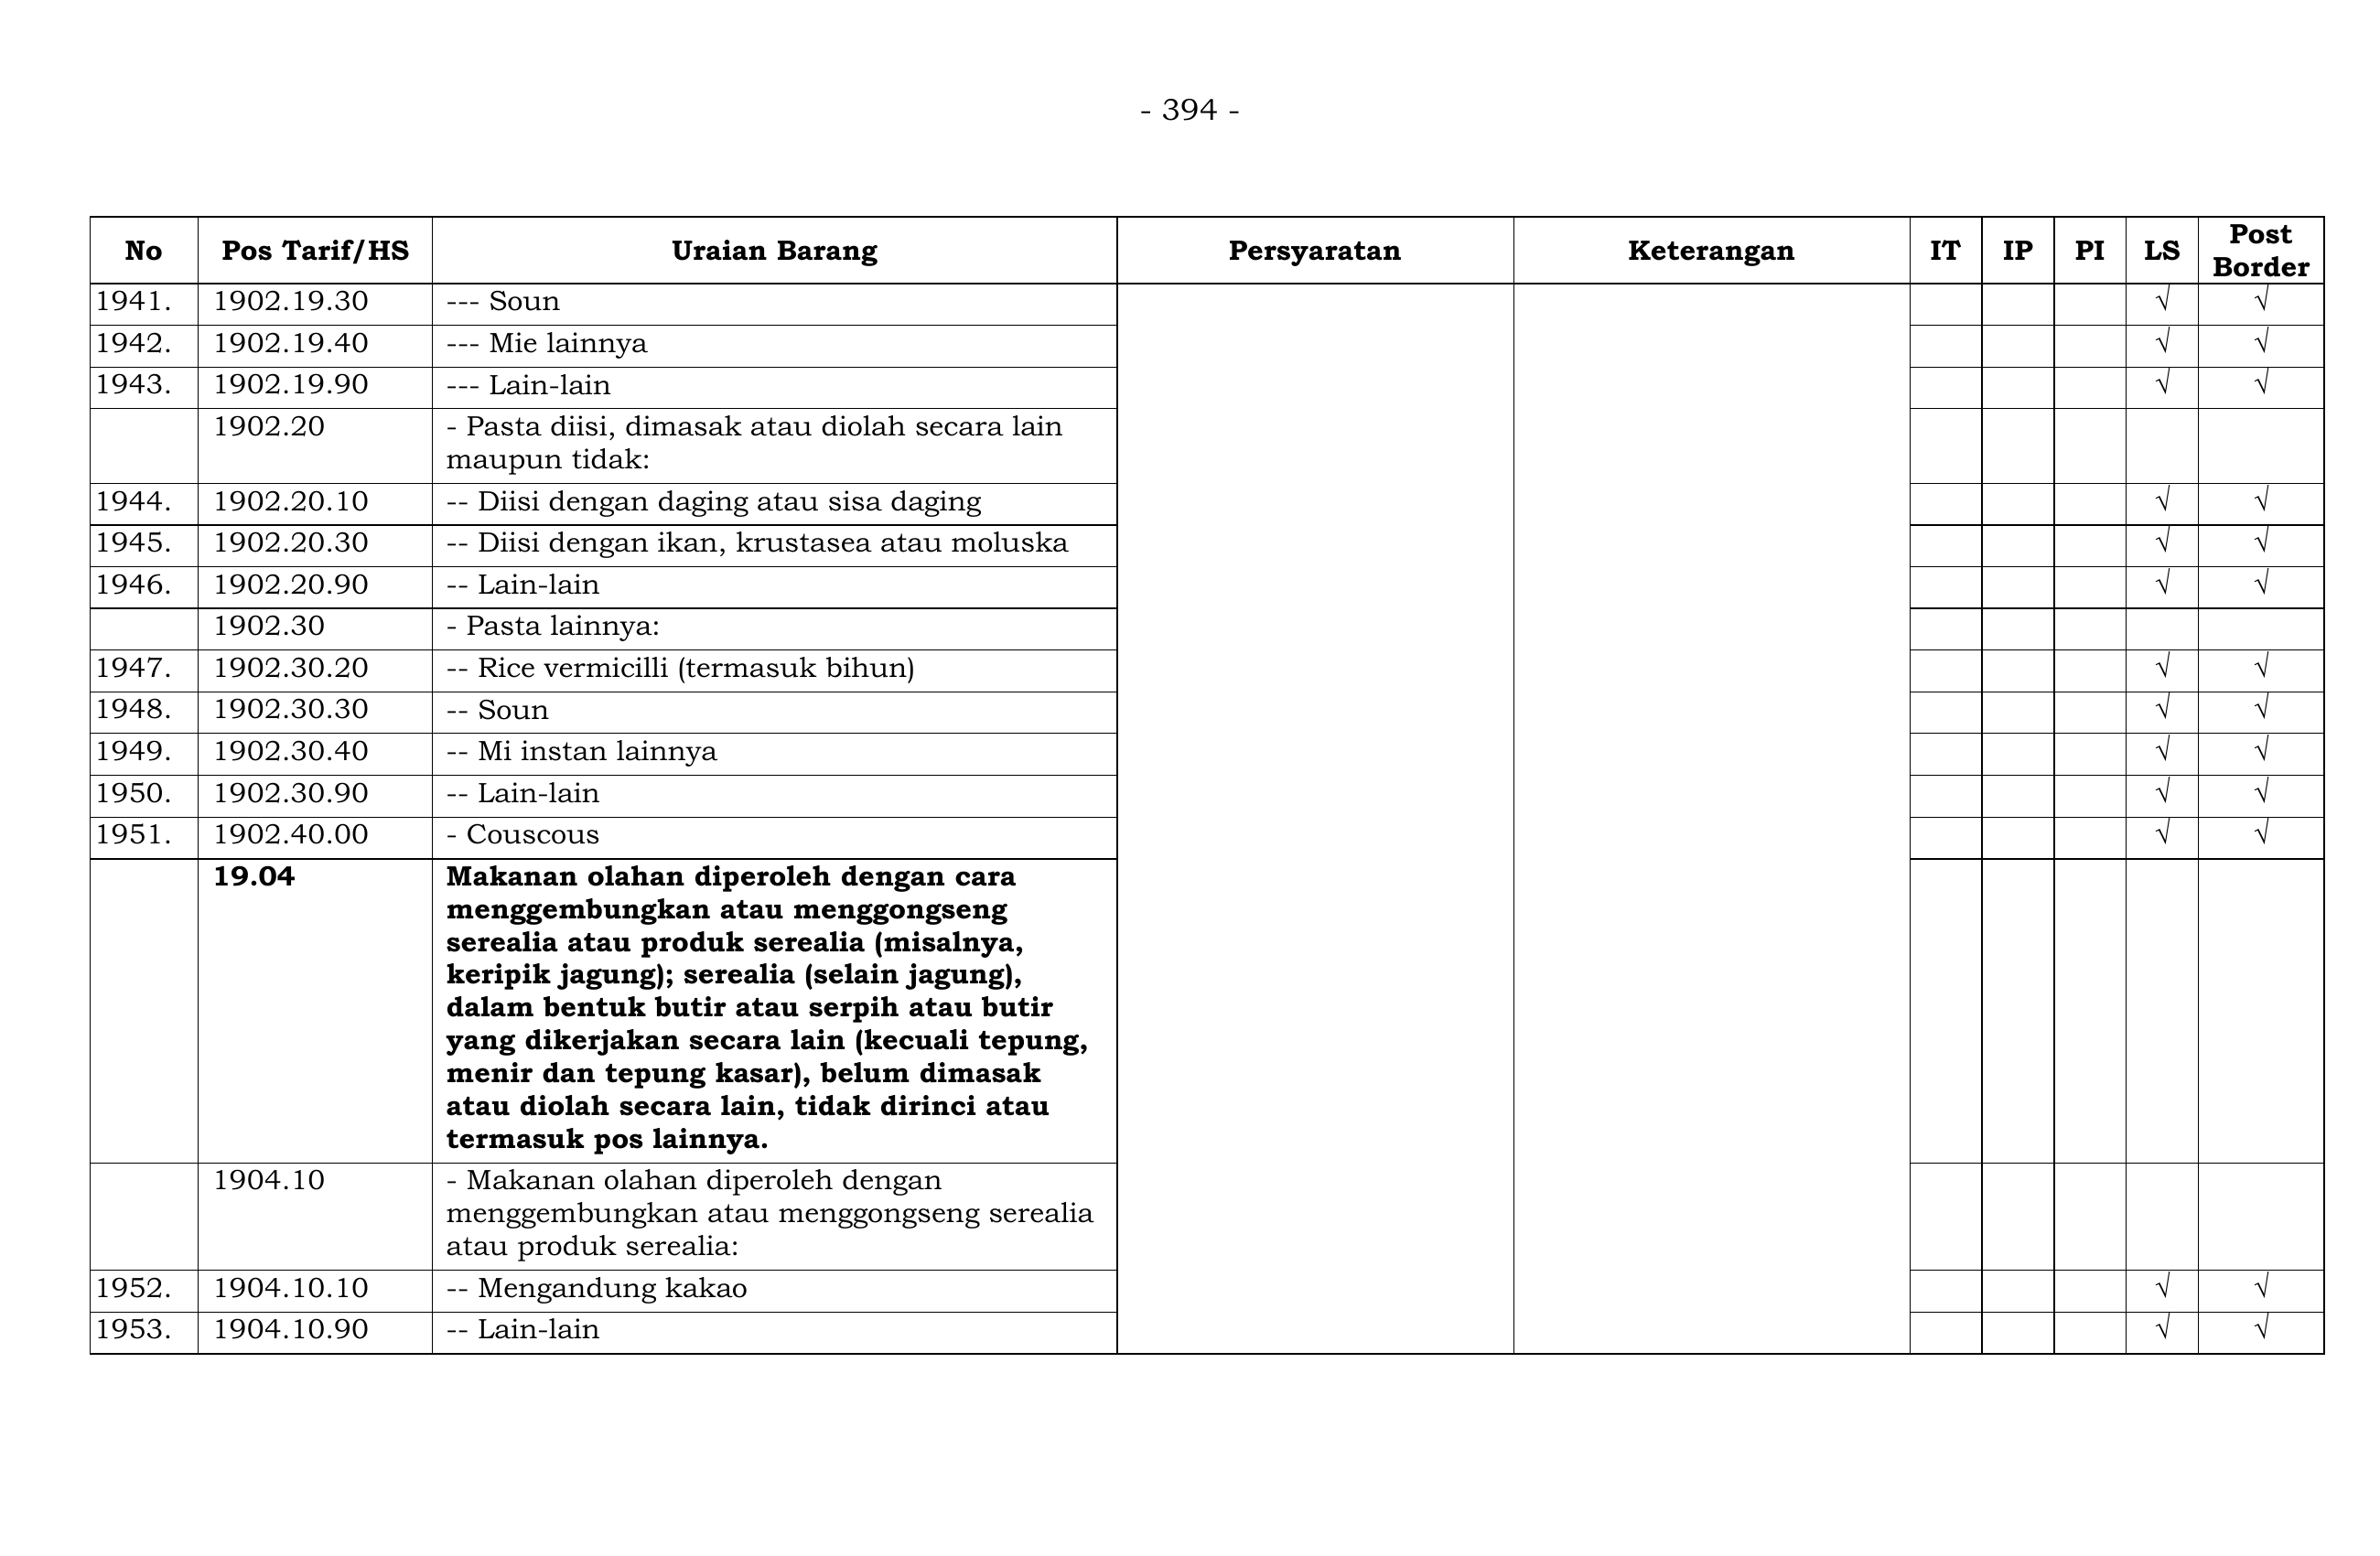 - 394 -
No Pos Tarif/HS Uraian Barang Persyaratan Keterangan IT IP PI LS Post Border
1941. 1902.19.30 --- Soun √ √
1942. 1902.19.40 --- Mie lainnya √ √
1943. 1902.19.90 --- Lain-lain √ √
1902.20 - Pasta diisi, dimasak atau diolah secara lain
maupun tidak:
1944. 1902.20.10 -- Diisi dengan daging atau sisa daging √ √
1945. 1902.20.30 -- Diisi dengan ikan, krustasea atau moluska √ √
1946. 1902.20.90 -- Lain-lain √ √
1902.30 - Pasta lainnya:
1947. 1902.30.20 -- Rice vermicilli (termasuk bihun) √ √
1948. 1902.30.30 -- Soun √ √
1949. 1902.30.40 -- Mi instan lainnya √ √
1950. 1902.30.90 -- Lain-lain √ √
1951. 1902.40.00 - Couscous √ √
19.04 Makanan olahan diperoleh dengan cara
menggembungkan atau menggongseng
serealia atau produk serealia (misalnya,
keripik jagung); serealia (selain jagung),
dalam bentuk butir atau serpih atau butir
yang dikerjakan secara lain (kecuali tepung,
menir dan tepung kasar), belum dimasak
atau diolah secara lain, tidak dirinci atau
termasuk pos lainnya.
1904.10 - Makanan olahan diperoleh dengan
menggembungkan atau menggongseng serealia
atau produk serealia:
1952. 1904.10.10 -- Mengandung kakao √ √
1953. 1904.10.90 -- Lain-lain √ √